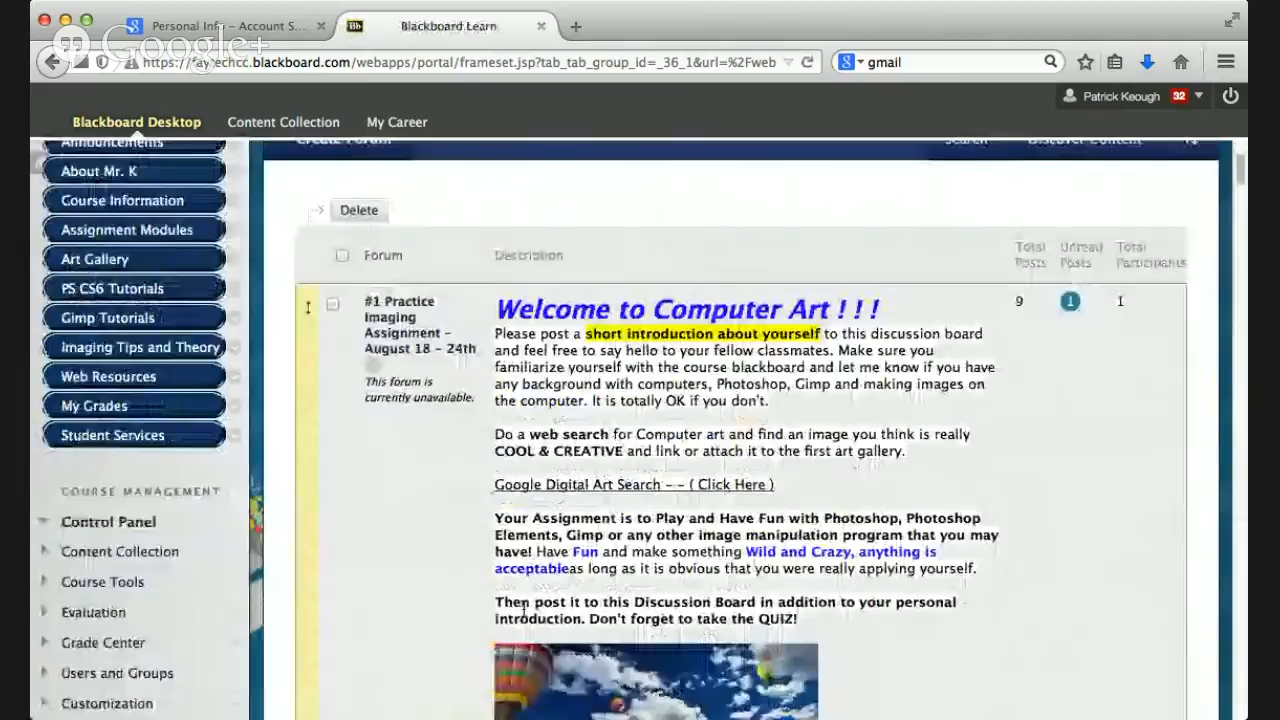 Personal Info - Account S...
Blackboard Learn
Google+
https://faytechcc.blackboard.com/webapps/portal/frameset.jsp?tab_tab_group_id=_36_1&url=%2Fweb
gmail
Patrick Keough 32
Blackboard Desktop
Content Collection
My Career
Announcements
About Mr. K
Course Information
Assignment Modules
Art Gallery
PS CS6 Tutorials
Gimp Tutorials
Imaging Tips and Theory
Web Resources
My Grades
Student Services
COURSE MANAGEMENT
Control Panel
Content Collection
Course Tools
Evaluation
Grade Center
Users and Groups
Customization
Create Forum
Search
Discover Content
Delete
Forum
Description
Total
Posts
Unread
Posts
Total
Participants
#1 Practice
Imaging
Assignment -
August 18 - 24th
This forum is
currently unavailable.
Welcome to Computer Art ! ! !
Please post a short introduction about yourself to this discussion board
and feel free to say hello to your fellow classmates. Make sure you
familiarize yourself with the course blackboard and let me know if you have
any background with computers, Photoshop, Gimp and making images on
the computer. It is totally OK if you don't.
Do a web search for Computer art and find an image you think is really
COOL & CREATIVE and link or attach it to the first art gallery.
Google Digital Art Search - - ( Click Here )
Your Assignment is to Play and Have Fun with Photoshop, Photoshop
Elements, Gimp or any other image manipulation program that you may
have! Have Fun and make something Wild and Crazy, anything is
acceptableas long as it is obvious that you were really applying yourself.
Then post it to this Discussion Board in addition to your personal
introduction. Don't forget to take the QUIZ!
9
1
1